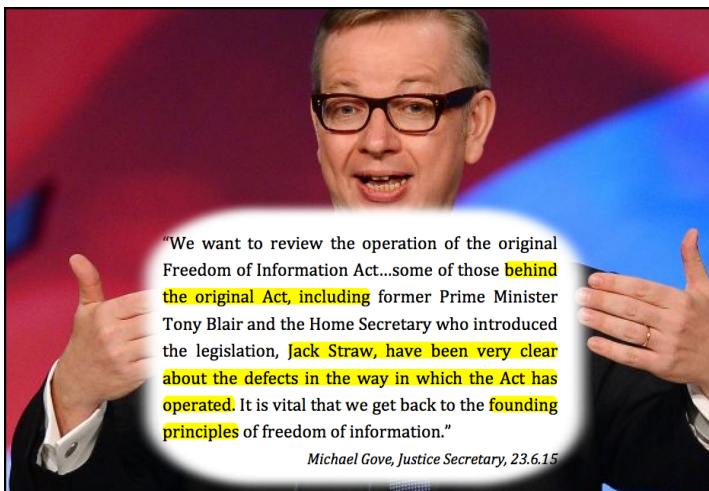 “We want to review the operation of the original
Freedom of Information Act...some of those behind
the original Act, including former Prime Minister
Tony Blair and the Home Secretary who introduced
the legislation, Jack Straw, have been very clear
about the defects in the way in which the Act has
operated. It is vital that we get back to the founding
principles of freedom of information.”
Michael Gove, Justice Secretary, 23.6.15